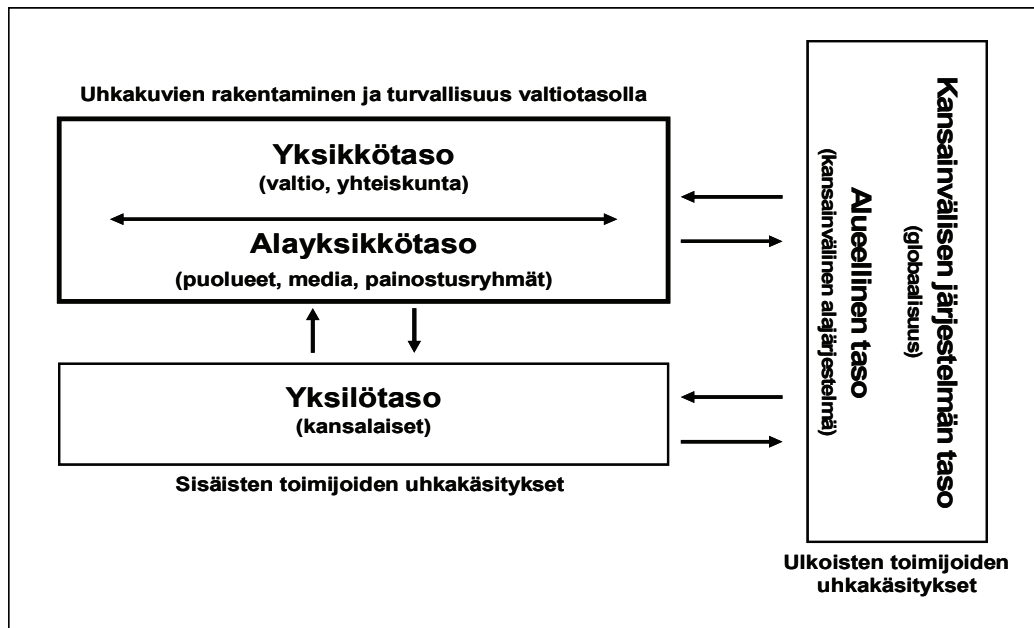 Uhkakuvien rakentaminen ja turvallisuus valtiotasolla
Yksikkötaso
(valtio, yhteiskunta)
Alayksikkötaso
(puolueet, media, painostusryhmät)
Yksilötaso
(kansalaiset)
Sisäisten toimijoiden uhkakäsitykset
Kansainvälisen järjestelmän taso
(globaalisuus)
Alueellinen taso
(kansainvälinen alajärjestelmä)
Ulkoisten toimijoiden
uhkakäsitykset